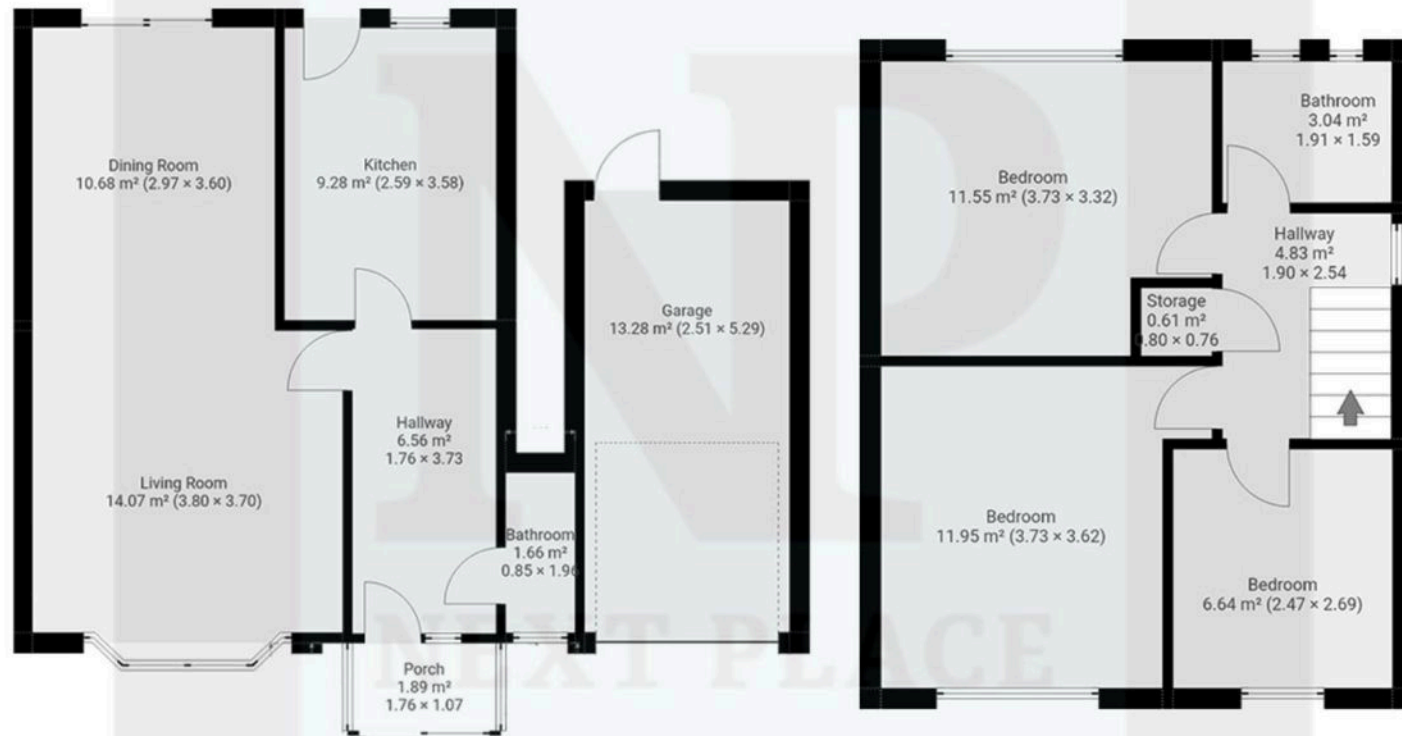 Dining Room
10.68 m² (2.97 × 3.60)
Kitchen
9.28 m² (2.59 × 3.58)
Garage
13.28 m² (2.51 × 5.29)
Hallway
6.56 m²
1.76 × 3.73
Living Room
14.07 m² (3.80 × 3.70)
Bathroom
1.66 m²
0.85 × 1.96
Porch
1.89 m²
1.76 × 1.07
Bedroom
11.55 m² (3.73 × 3.32)
Bathroom
3.04 m²
1.91 × 1.59
Hallway
4.83 m²
1.90 × 2.54
Storage
0.61 m²
0.80 × 0.76
Bedroom
11.95 m² (3.73 × 3.62)
Bedroom
6.64 m² (2.47 × 2.69)
NP
NEXT PLACE